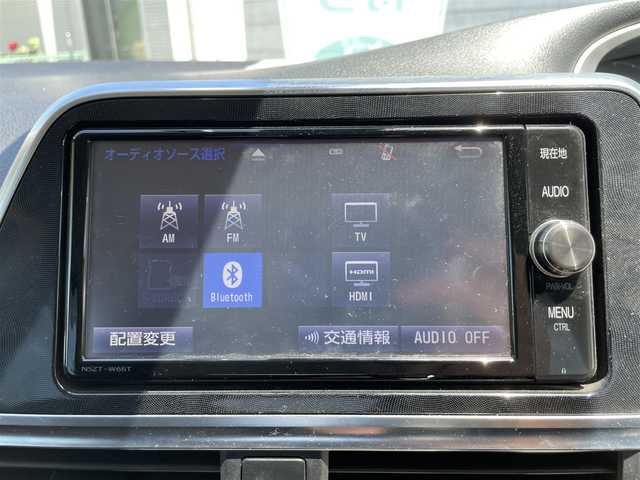 オーディオソース選択
現在地
AUDIO
AM
FM
TV
PWR·VOL
Bluetooth
HDMI
HDMI
MENU
CTRL
配置変更
交通情報
AUDIO OFF
NSZT-W66T